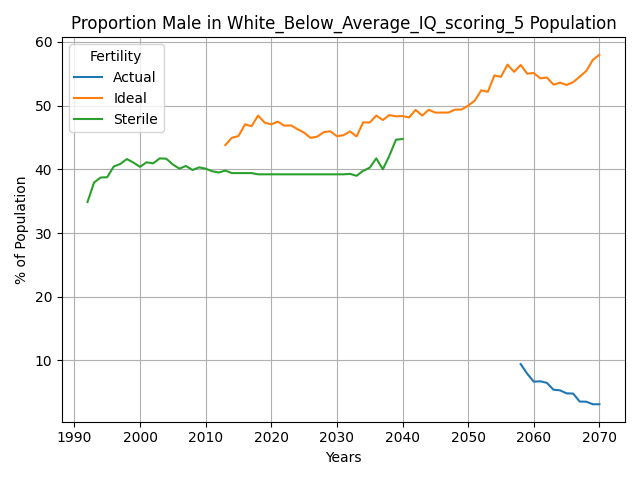 Proportion Male in White_Below_Average_IQ_scoring_5 Population
Fertility
Actual
Ideal
Sterile
% of Population
60
50
40
30
20
10
1990 2000 2010 2020 2030 2040 2050 2060 2070
Years